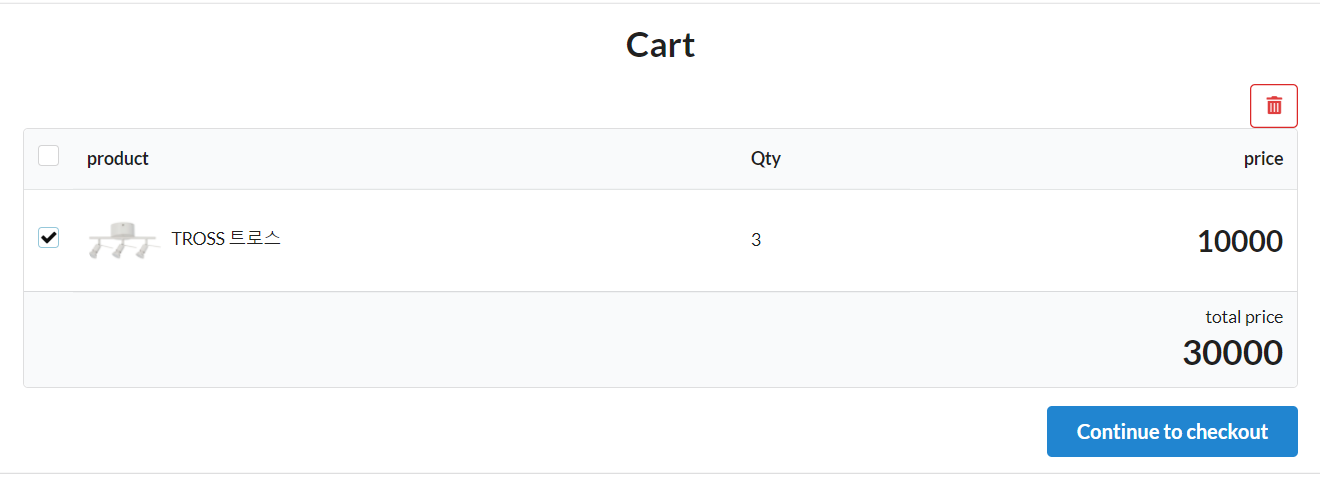 Cart
product Qty price
TROSS 트로스 3 10000
total price
30000
Continue to checkout